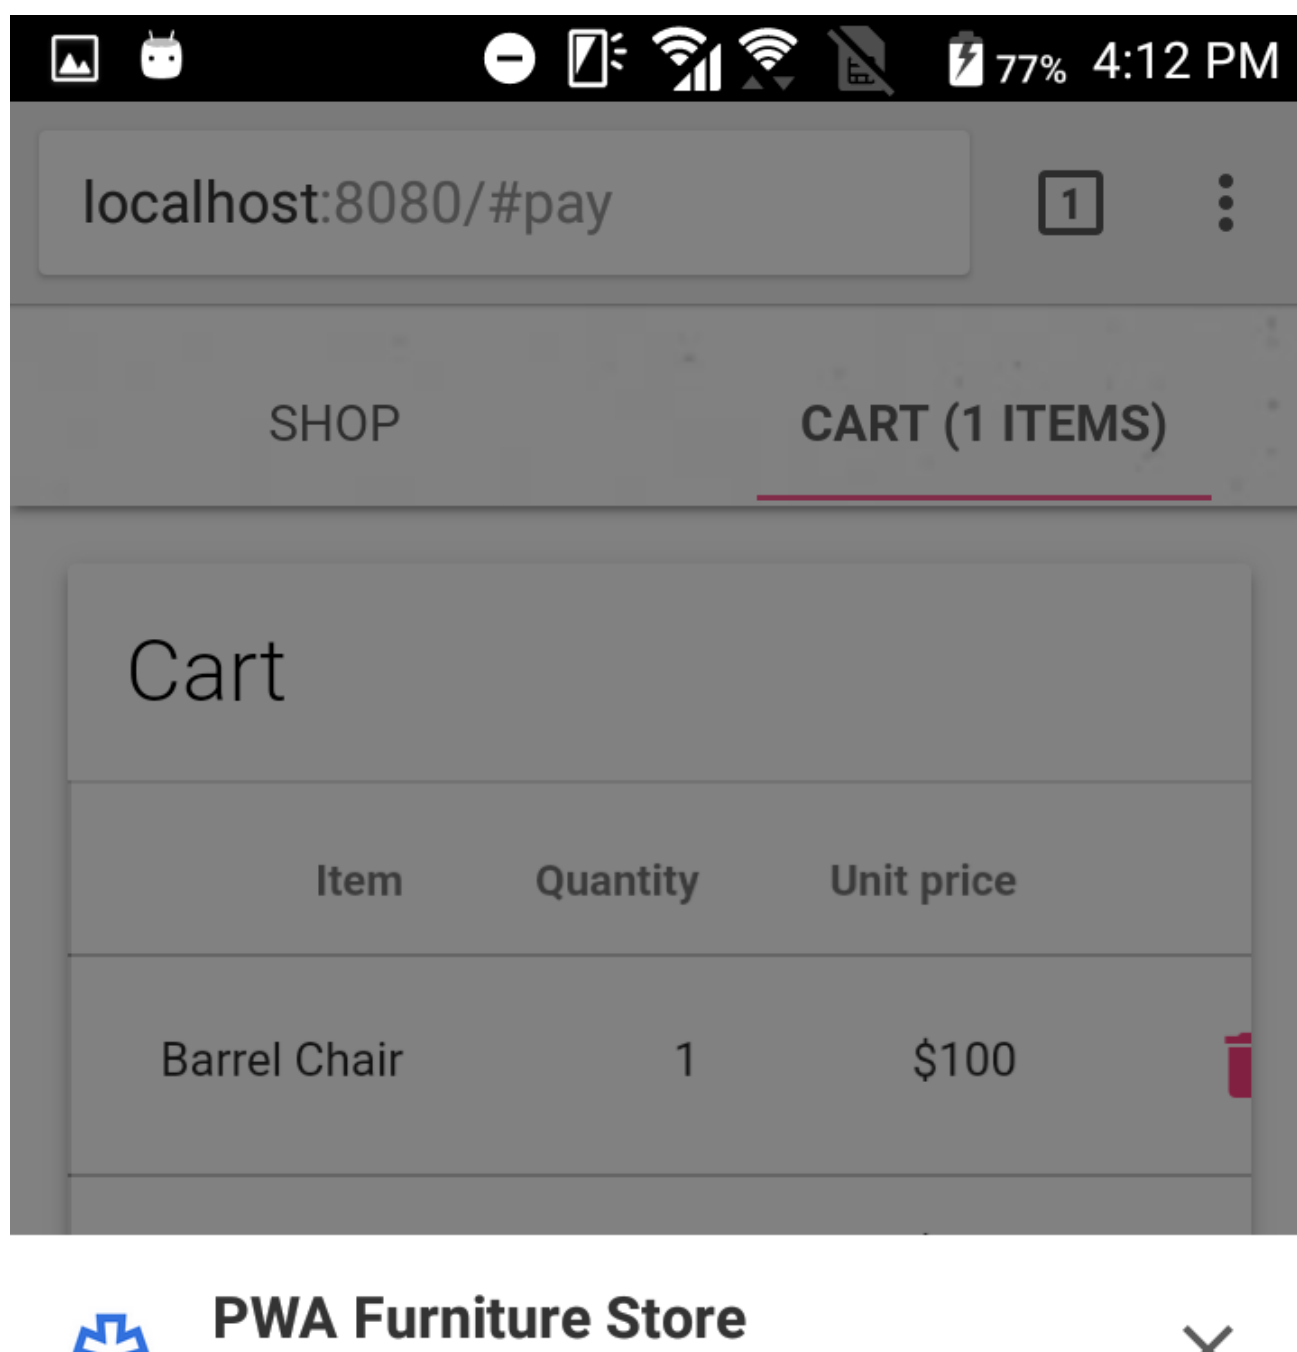 77% 4:12 PM
localhost:8080/#pay
1
SHOP CART (1 ITEMS)
Cart
Item Quantity Unit price
Barrel Chair 1 $100
PWA Furniture Store